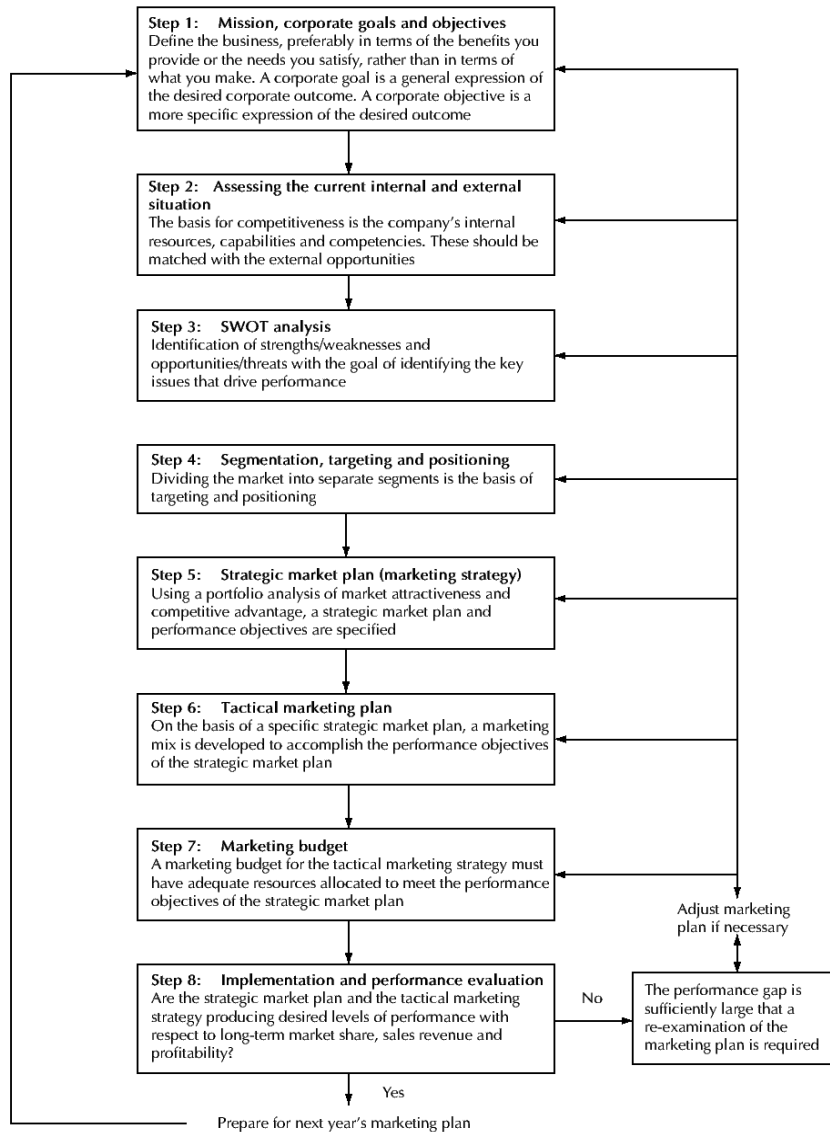 Step 1: Mission, corporate goals and objectives
Define the business, preferably in terms of the benefits you
provide or the needs you satisfy, rather than in terms of
what you make. A corporate goal is a general expression of
the desired corporate outcome. A corporate objective is a
more specific expression of the desired outcome
Step 2: Assessing the current internal and external
situation
The basis for competitiveness is the company's internal
resources, capabilities and competencies. These should be
matched with the external opportunities
Step 3: SWOT analysis
Identification of strengths/weaknesses and
opportunities/threats with the goal of identifying the key
issues that drive performance
Step 4: Segmentation, targeting and positioning
Dividing the market into separate segments is the basis of
targeting and positioning
Step 5: Strategic market plan (marketing strategy)
Using a portfolio analysis of market attractiveness and
competitive advantage, a strategic market plan and
performance objectives are specified
Step 6: Tactical marketing plan
On the basis of a specific strategic market plan, a marketing
mix is developed to accomplish the performance objectives
of the strategic market plan
Step 7: Marketing budget
A marketing budget for the tactical marketing strategy must
have adequate resources allocated to meet the performance
objectives of the strategic market plan
Adjust marketing
plan if necessary
Step 8: Implementation and performance evaluation
Are the strategic market plan and the tactical marketing
strategy producing desired levels of performance with
respect to long-term market share, sales revenue and
profitability?
No
The performance gap is
sufficiently large that a
re-examination of the
marketing plan is required
Yes
Prepare for next year's marketing plan